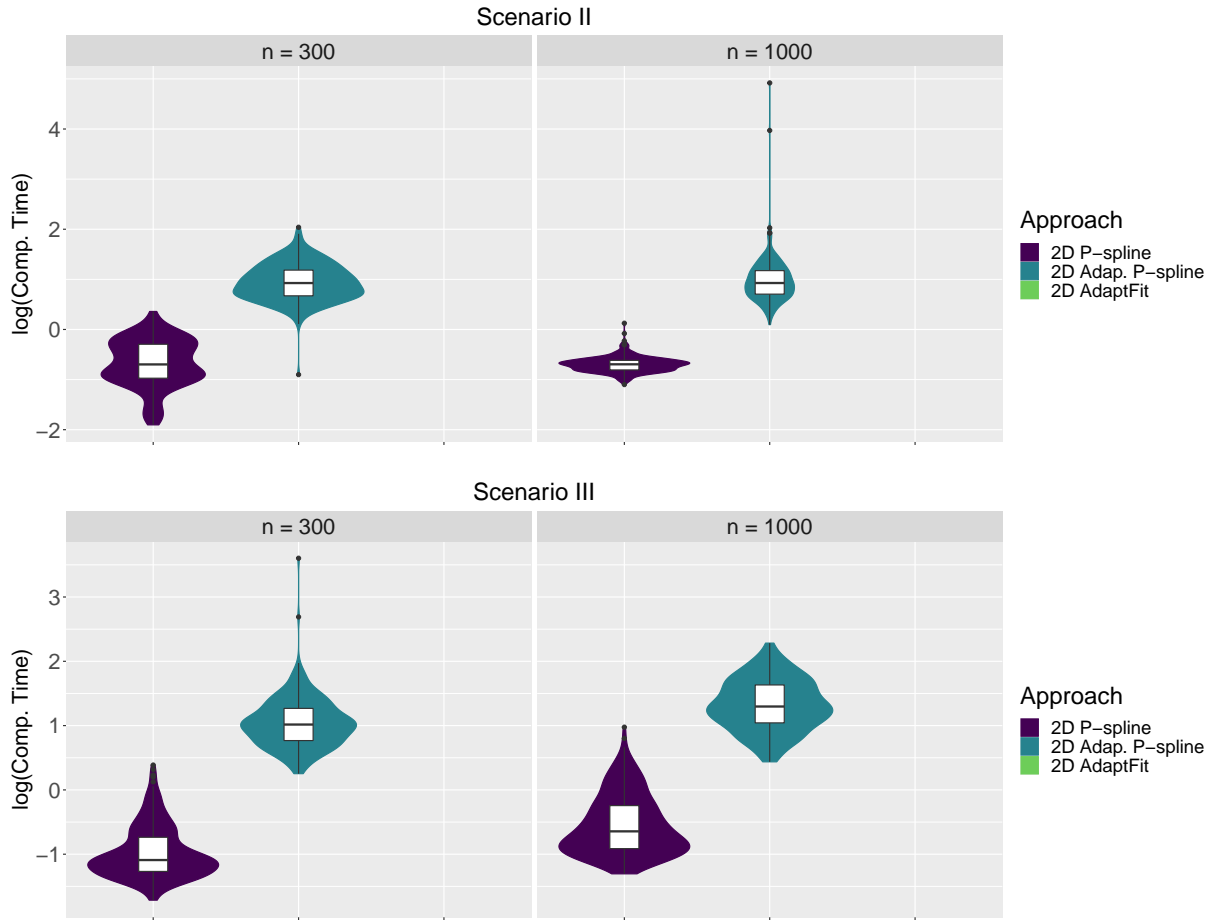 Scenario II
n = 300
n = 1000
log(Comp. Time)
4
2
0
−2
Approach
2D P−spline
2D Adap. P−spline
2D AdaptFit
Scenario III
n = 300
n = 1000
log(Comp. Time)
3
2
1
0
−1
Approach
2D P−spline
2D Adap. P−spline
2D AdaptFit